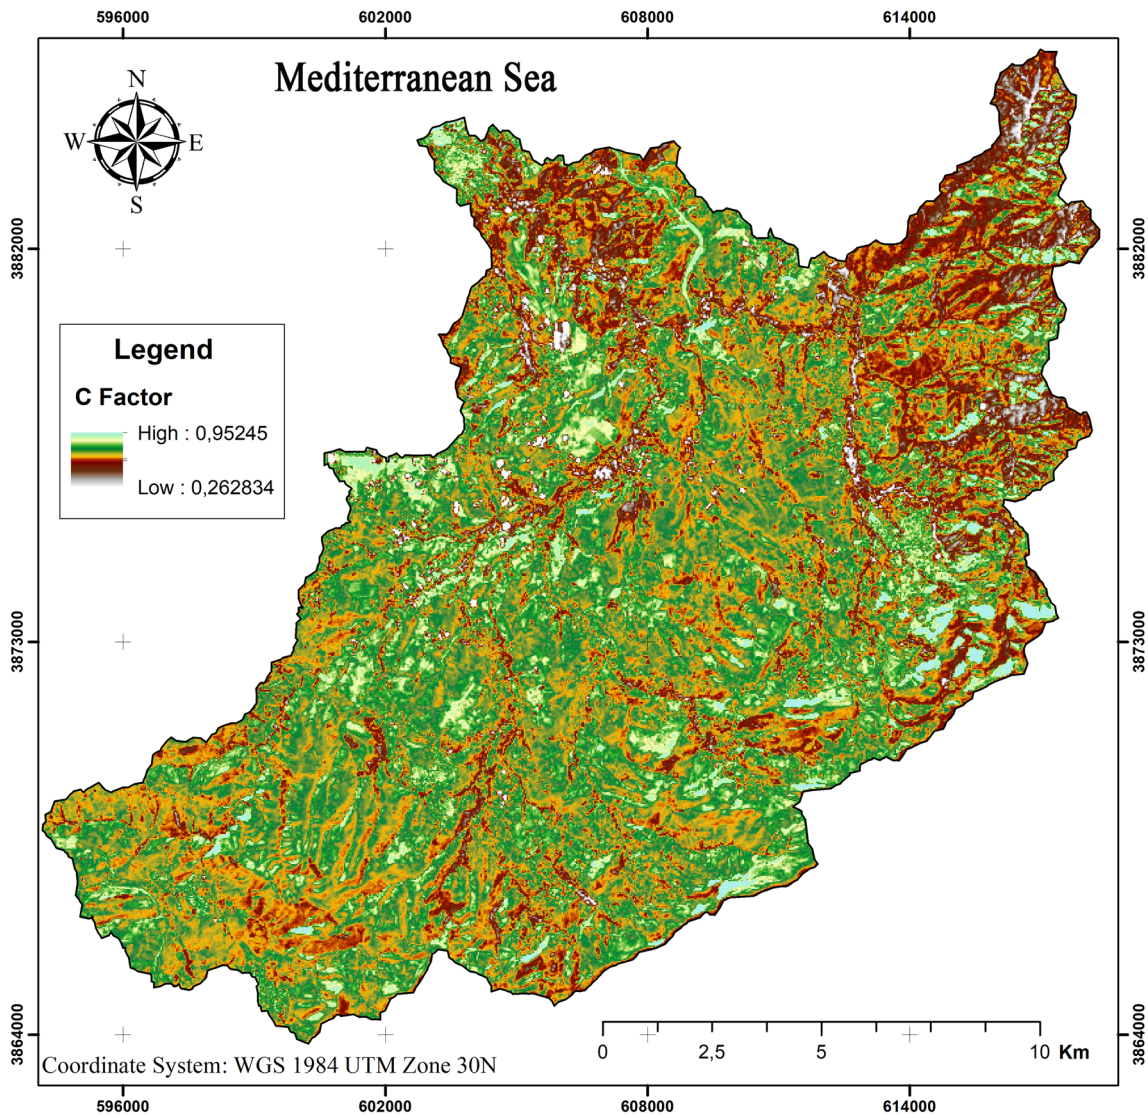 596000 602000 608000 614000
Mediterranean Sea
N
W E
S
3882000 3882000
Legend
C Factor
High : 0,95245
Low : 0,262834
3873000 3873000
3864000 3864000
0 2,5 5 10 Km
Coordinate System: WGS 1984 UTM Zone 30N
596000 602000 608000 614000